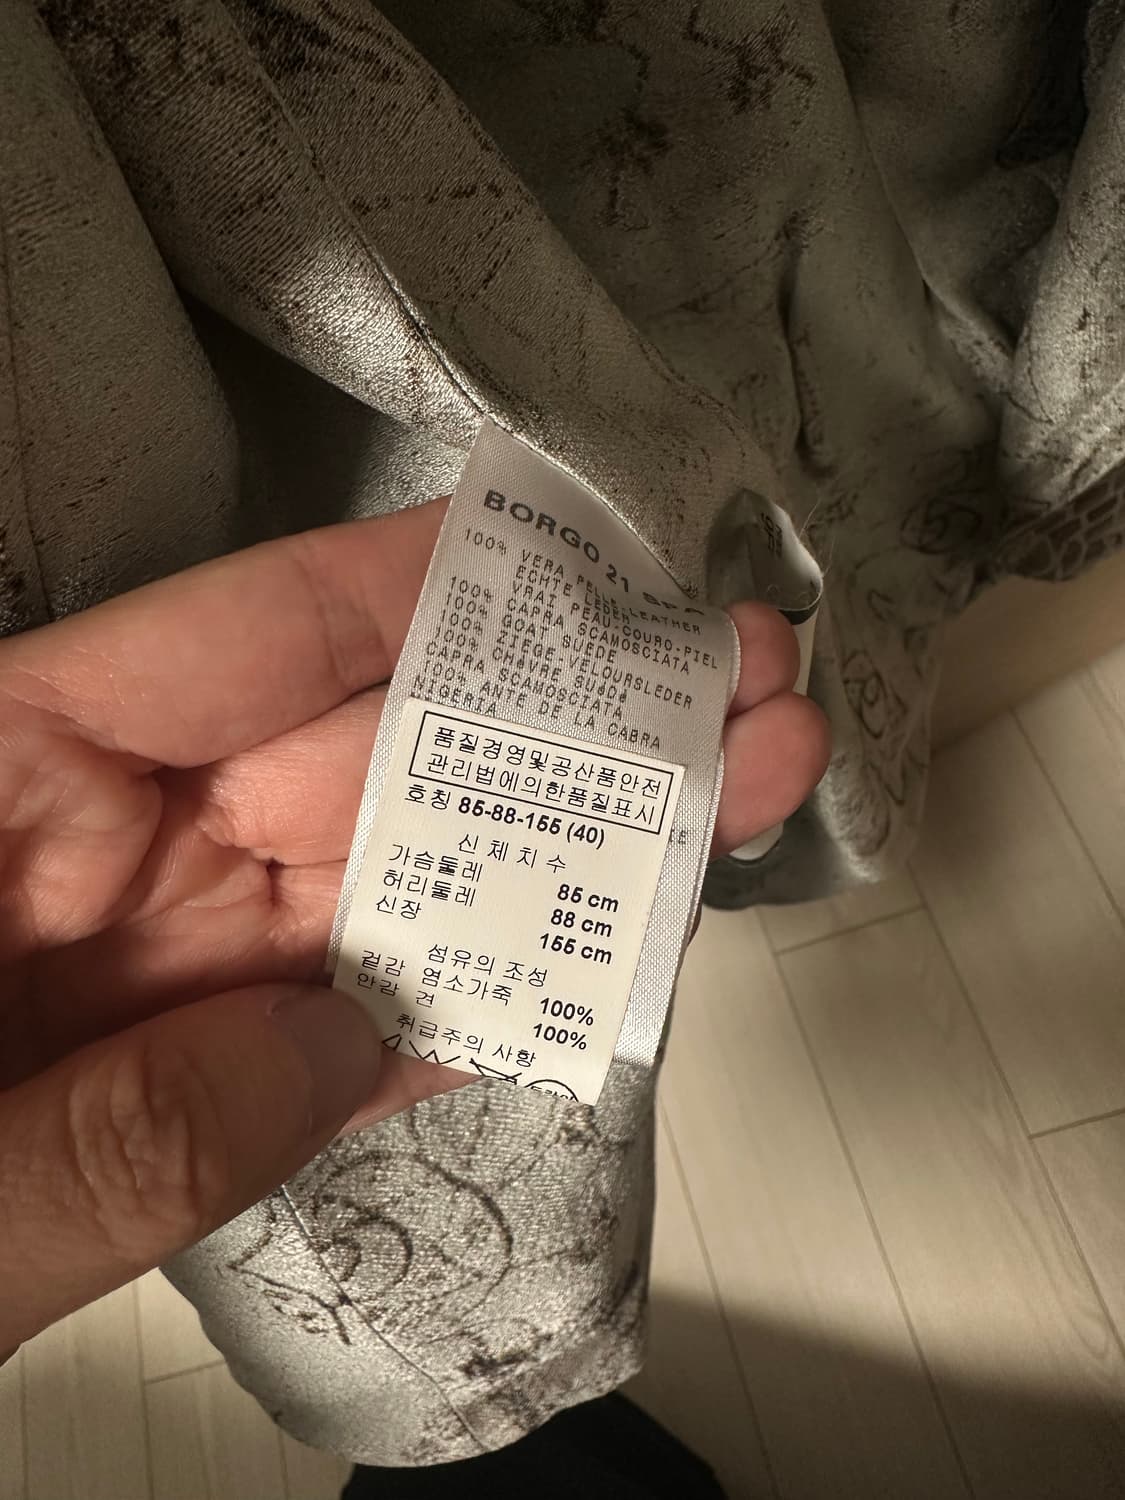 BORGO 21 SPA
100% VERA PELLE-LEATHER
ECHTE LEDER
VRAI PEAU-COURO-PIEL
100% CAPRA SCAMOSCIATA
100% GOAT SUEDE
100% ZIEGE VELOURSLEDER
100% CHèVRE SUèDé
CAPRA SCAMOSCIATA
100% ANTE DE LA CABRA
NIGERIA
품질경영및공산품안전
관리법에의한품질표시
호칭 85-88-155 (40)
신체치수
가슴둘레 85 cm
허리둘레 88 cm
신장 155 cm
섬유의 조성
겉감 염소가죽 100%
안감 견 100%
취급주의 사항